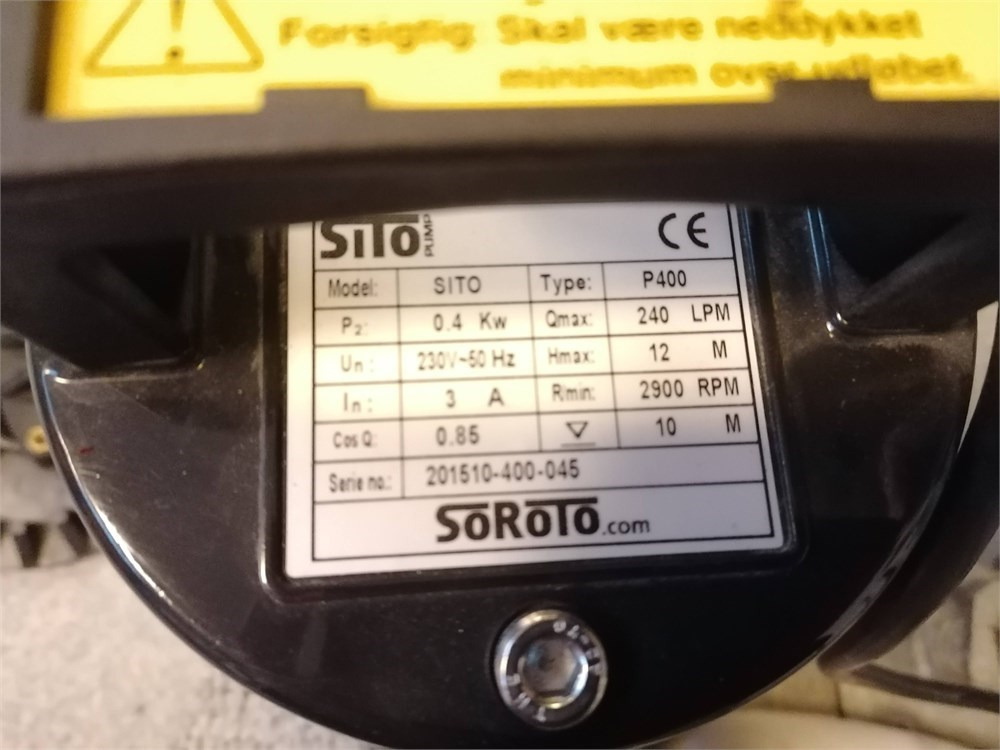 Forsigtig: Skal være neddykket
minimum over udløbet.
SiTo PUMP CE
Model: SITO Type: P400
P2: 0.4 Kw Qmax: 240 LPM
Un: 230V~50 Hz Hmax: 12 M
In: 3 A R/min: 2900 RPM
Cos Q: 0.85 10 M
Serie no.: 201510-400-045
SoRoTo.com